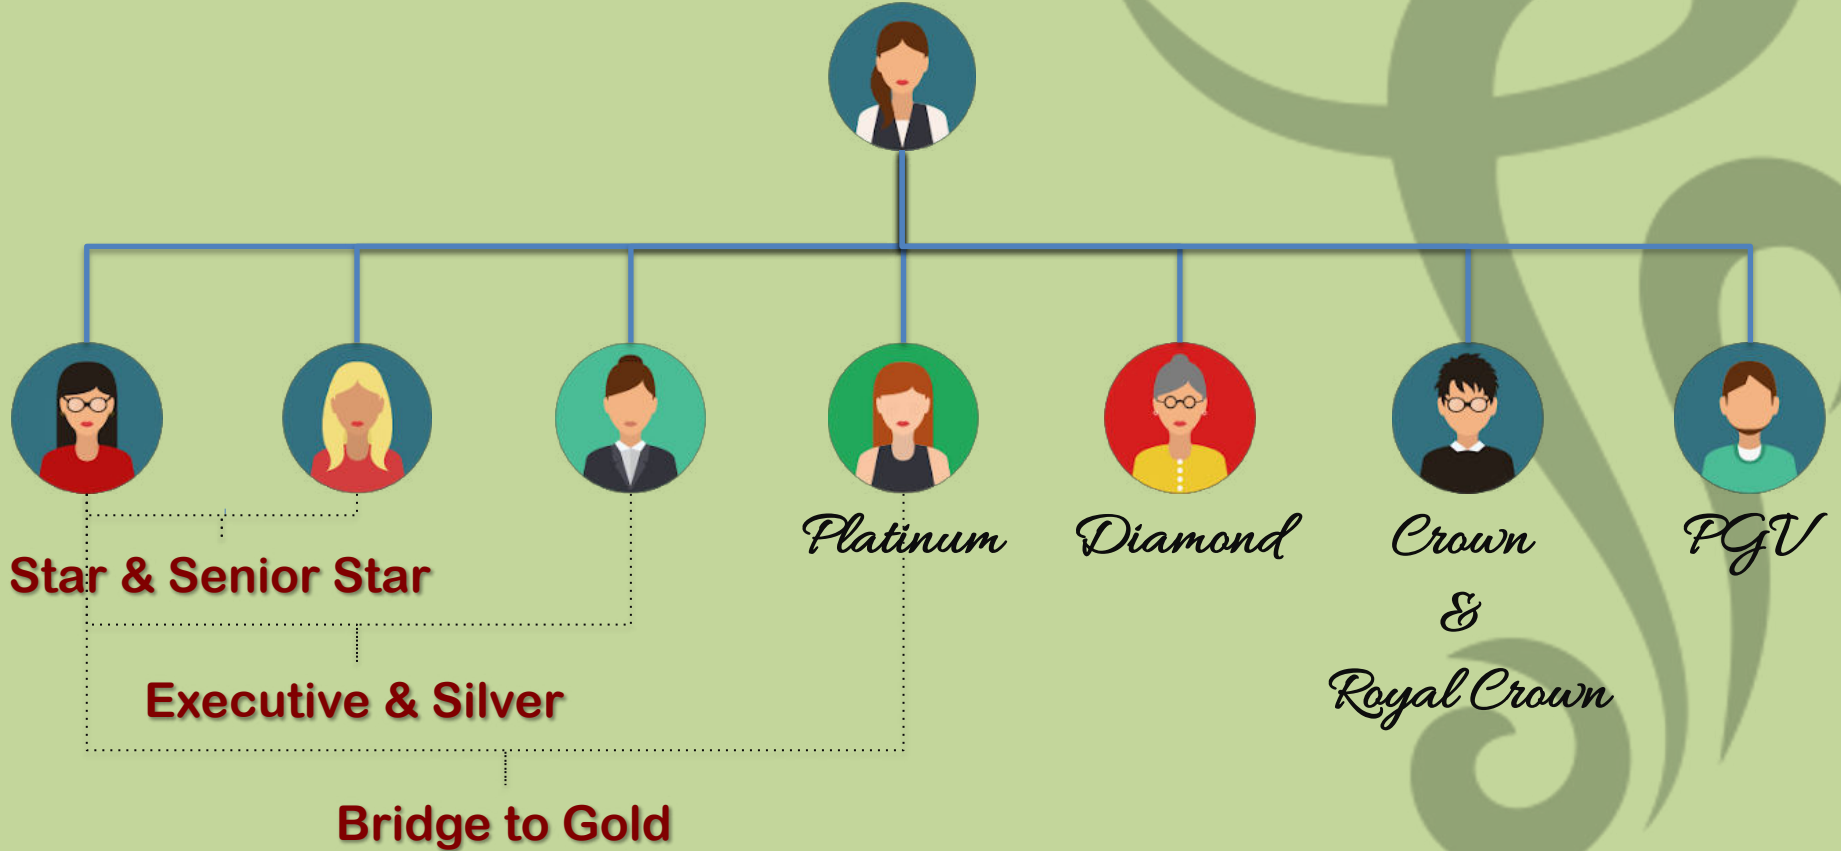 Platinum
Diamond
Crown
&
Royal Crown
PGV
Star & Senior Star
Executive & Silver
Bridge to Gold